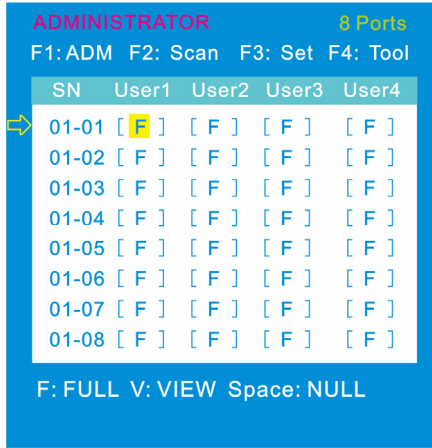 ADMINISTRATOR 8 Ports
F1: ADM F2: Scan F3: Set F4: Tool
SN User1 User2 User3 User4
01-01 [ F ] [ F ] [ F ] [ F ]
01-02 [ F ] [ F ] [ F ] [ F ]
01-03 [ F ] [ F ] [ F ] [ F ]
01-04 [ F ] [ F ] [ F ] [ F ]
01-05 [ F ] [ F ] [ F ] [ F ]
01-06 [ F ] [ F ] [ F ] [ F ]
01-07 [ F ] [ F ] [ F ] [ F ]
01-08 [ F ] [ F ] [ F ] [ F ]
F: FULL V: VIEW Space: NULL